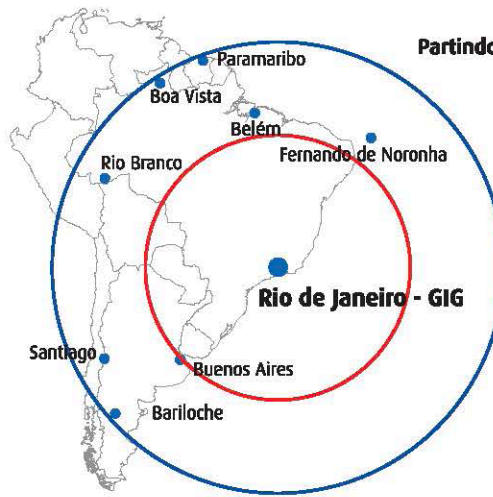 Partindo
Paramaribo
Boa Vista
Belém
Fernando de Noronha
Rio Branco
Rio de Janeiro - GIG
Santiago
Buenos Aires
Bariloche